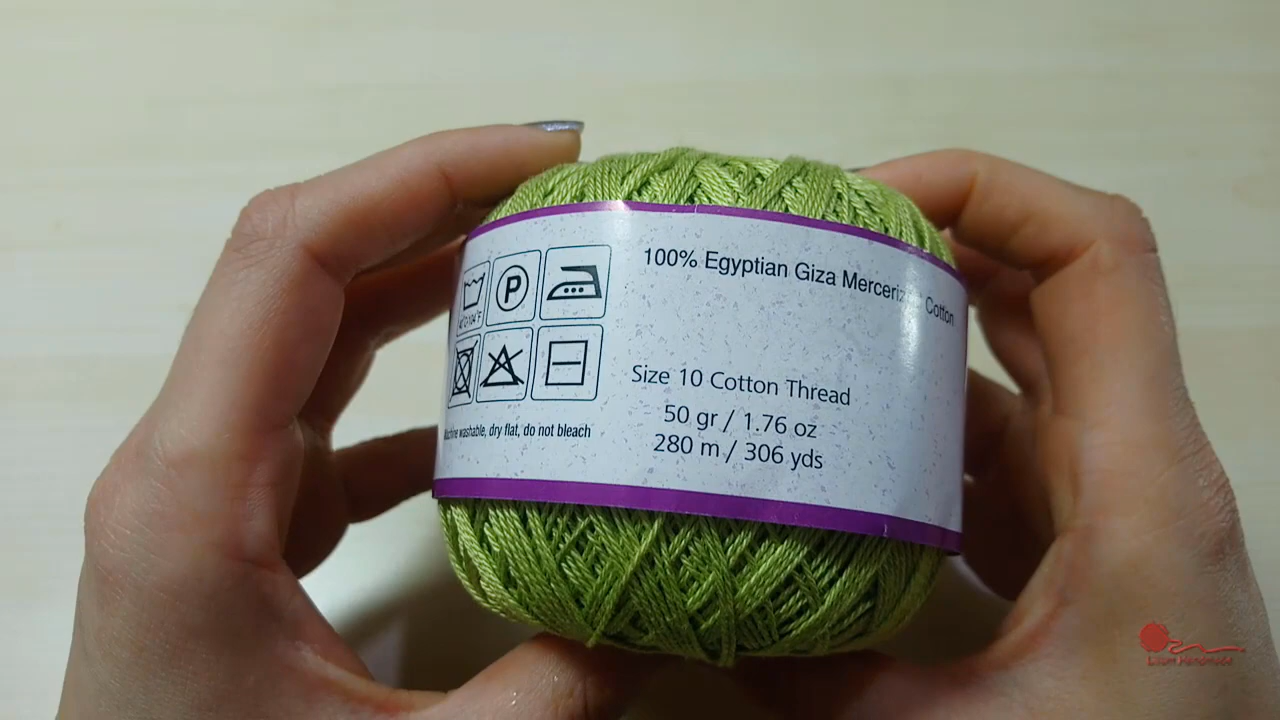 100% Egyptian Giza Mercerized Cotton
P
Size 10 Cotton Thread
50 gr / 1.76 oz
280 m / 306 yds
washable, dry flat, do not bleach
Handmade